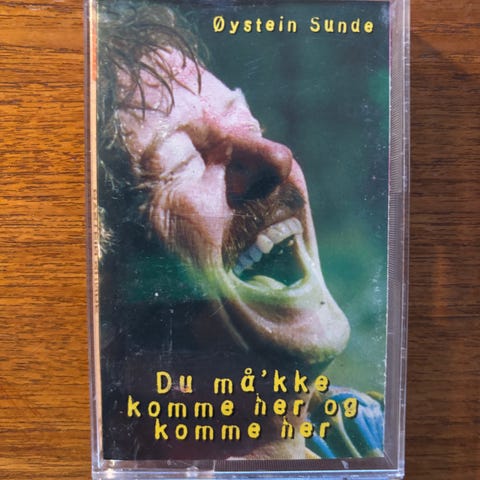 Øystein Sunde
Du må'kke
komme her og
komme her